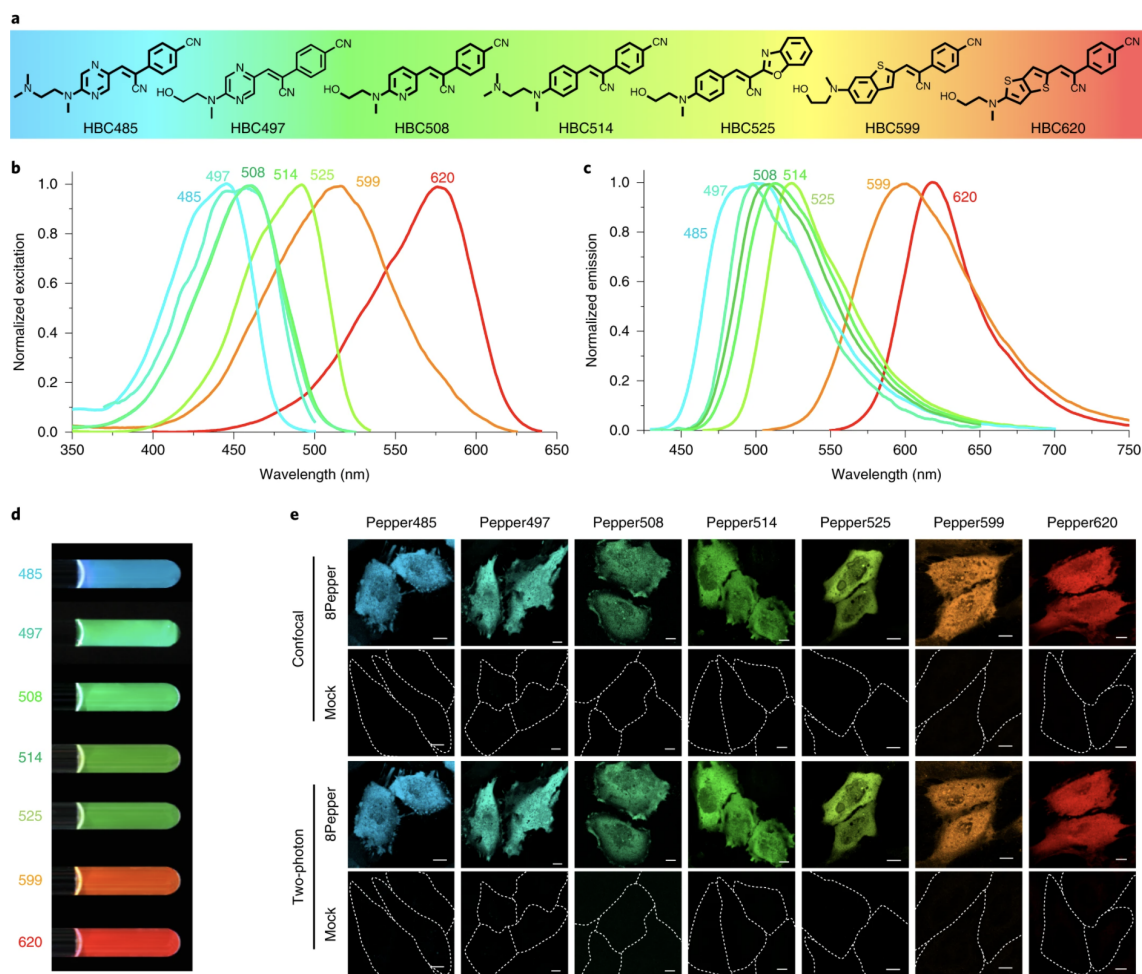 a
CN
CN
CN
CN
CN
CN
N
N
N
N
CN
N
HO
N
N
N
CN
HO
N
N
CN
N
N
CN
HO
N
N
O
CN
N
HO
S
CN
HO
N
S
S
CN
HBC485
HBC497
HBC508
HBC514
HBC525
HBC599
HBC620
b
485
497
508
514
525
599
620
Normalized excitation
1.0
0.8
0.6
0.4
0.2
0.0
350
400
450
500
550
600
650
Wavelength (nm)
c
485
497
508
514
525
599
620
Normalized emission
1.0
0.8
0.6
0.4
0.2
0.0
450
500
550
600
650
700
750
Wavelength (nm)
d
485
497
508
514
525
599
620
e
Pepper485
Pepper497
Pepper508
Pepper514
Pepper525
Pepper599
Pepper620
Confocal
8Pepper
Mock
Two-photon
8Pepper
Mock